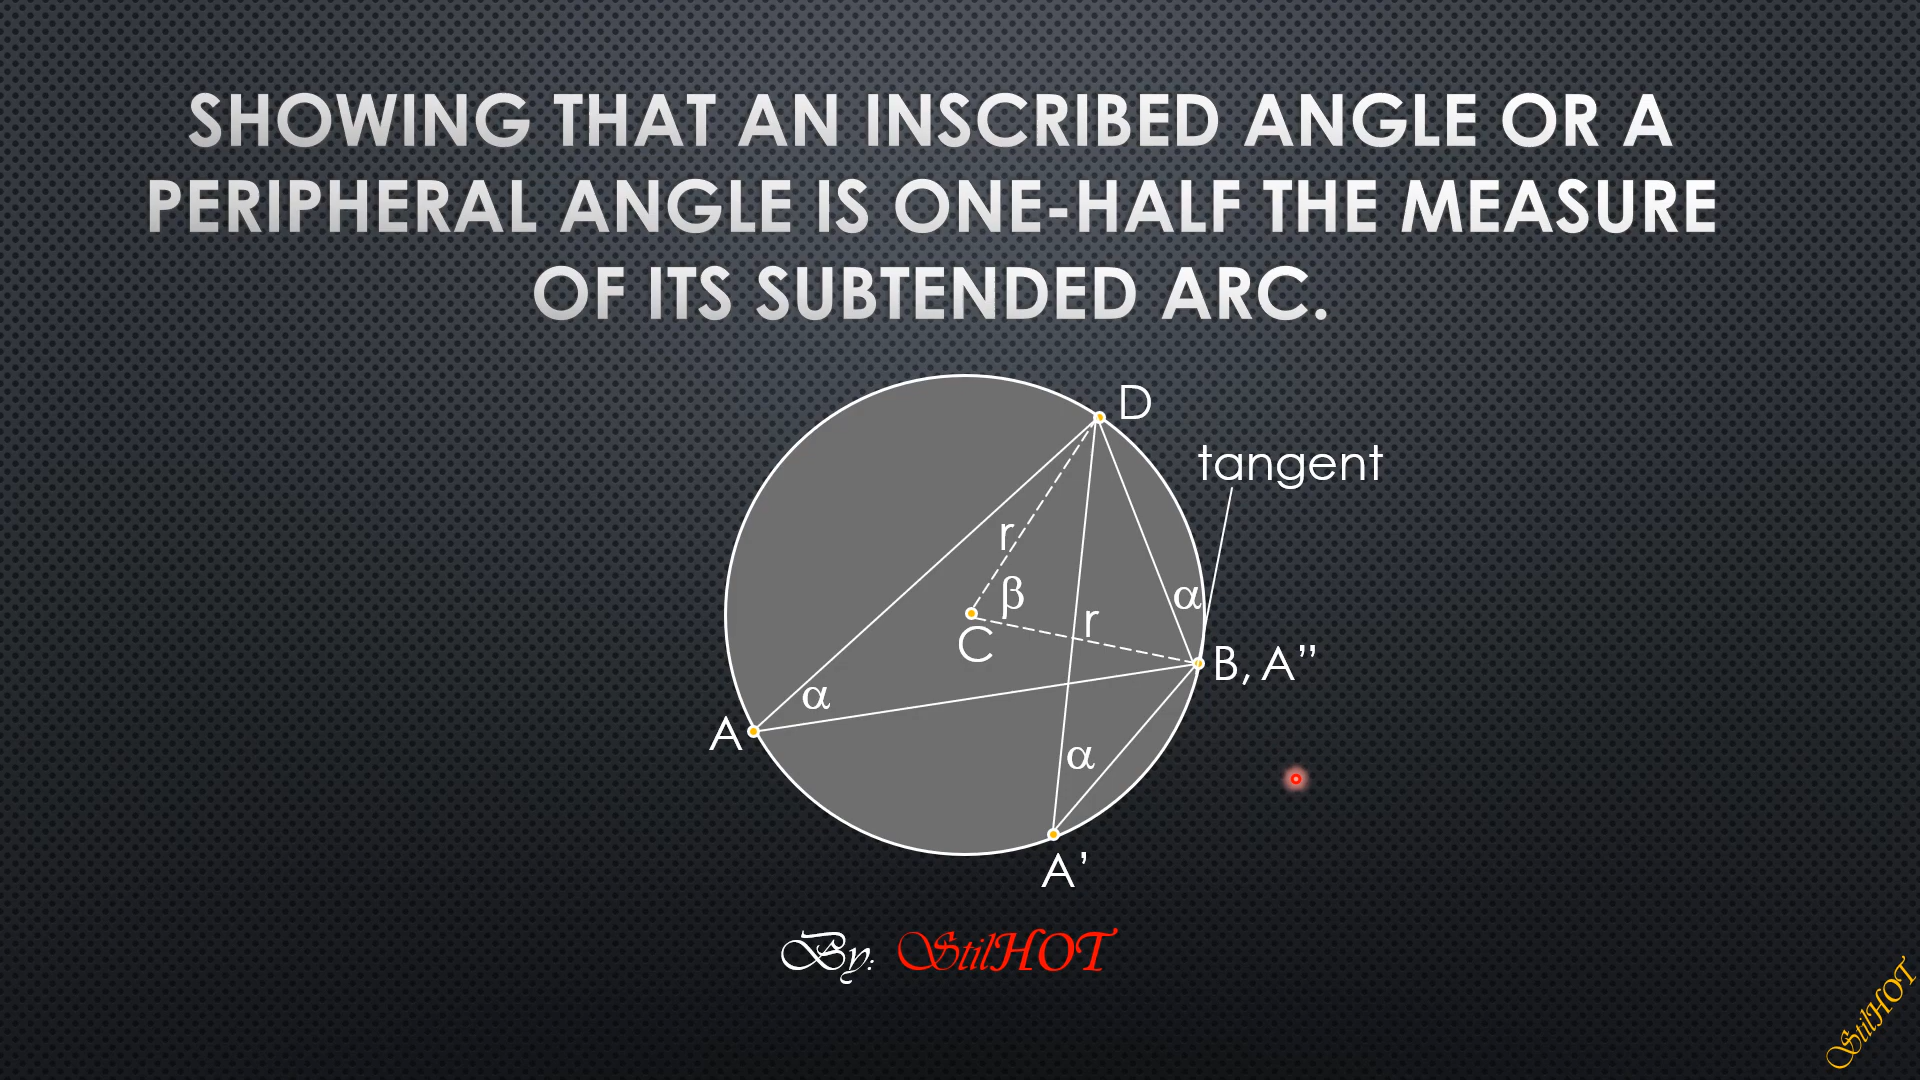 SHOWING THAT AN INSCRIBED ANGLE OR A
PERIPHERAL ANGLE IS ONE-HALF THE MEASURE
OF ITS SUBTENDED ARC.
D
tangent
r
β
α
r
C
B, A”
α
A
α
A’
By: StilHOT
StilHOT